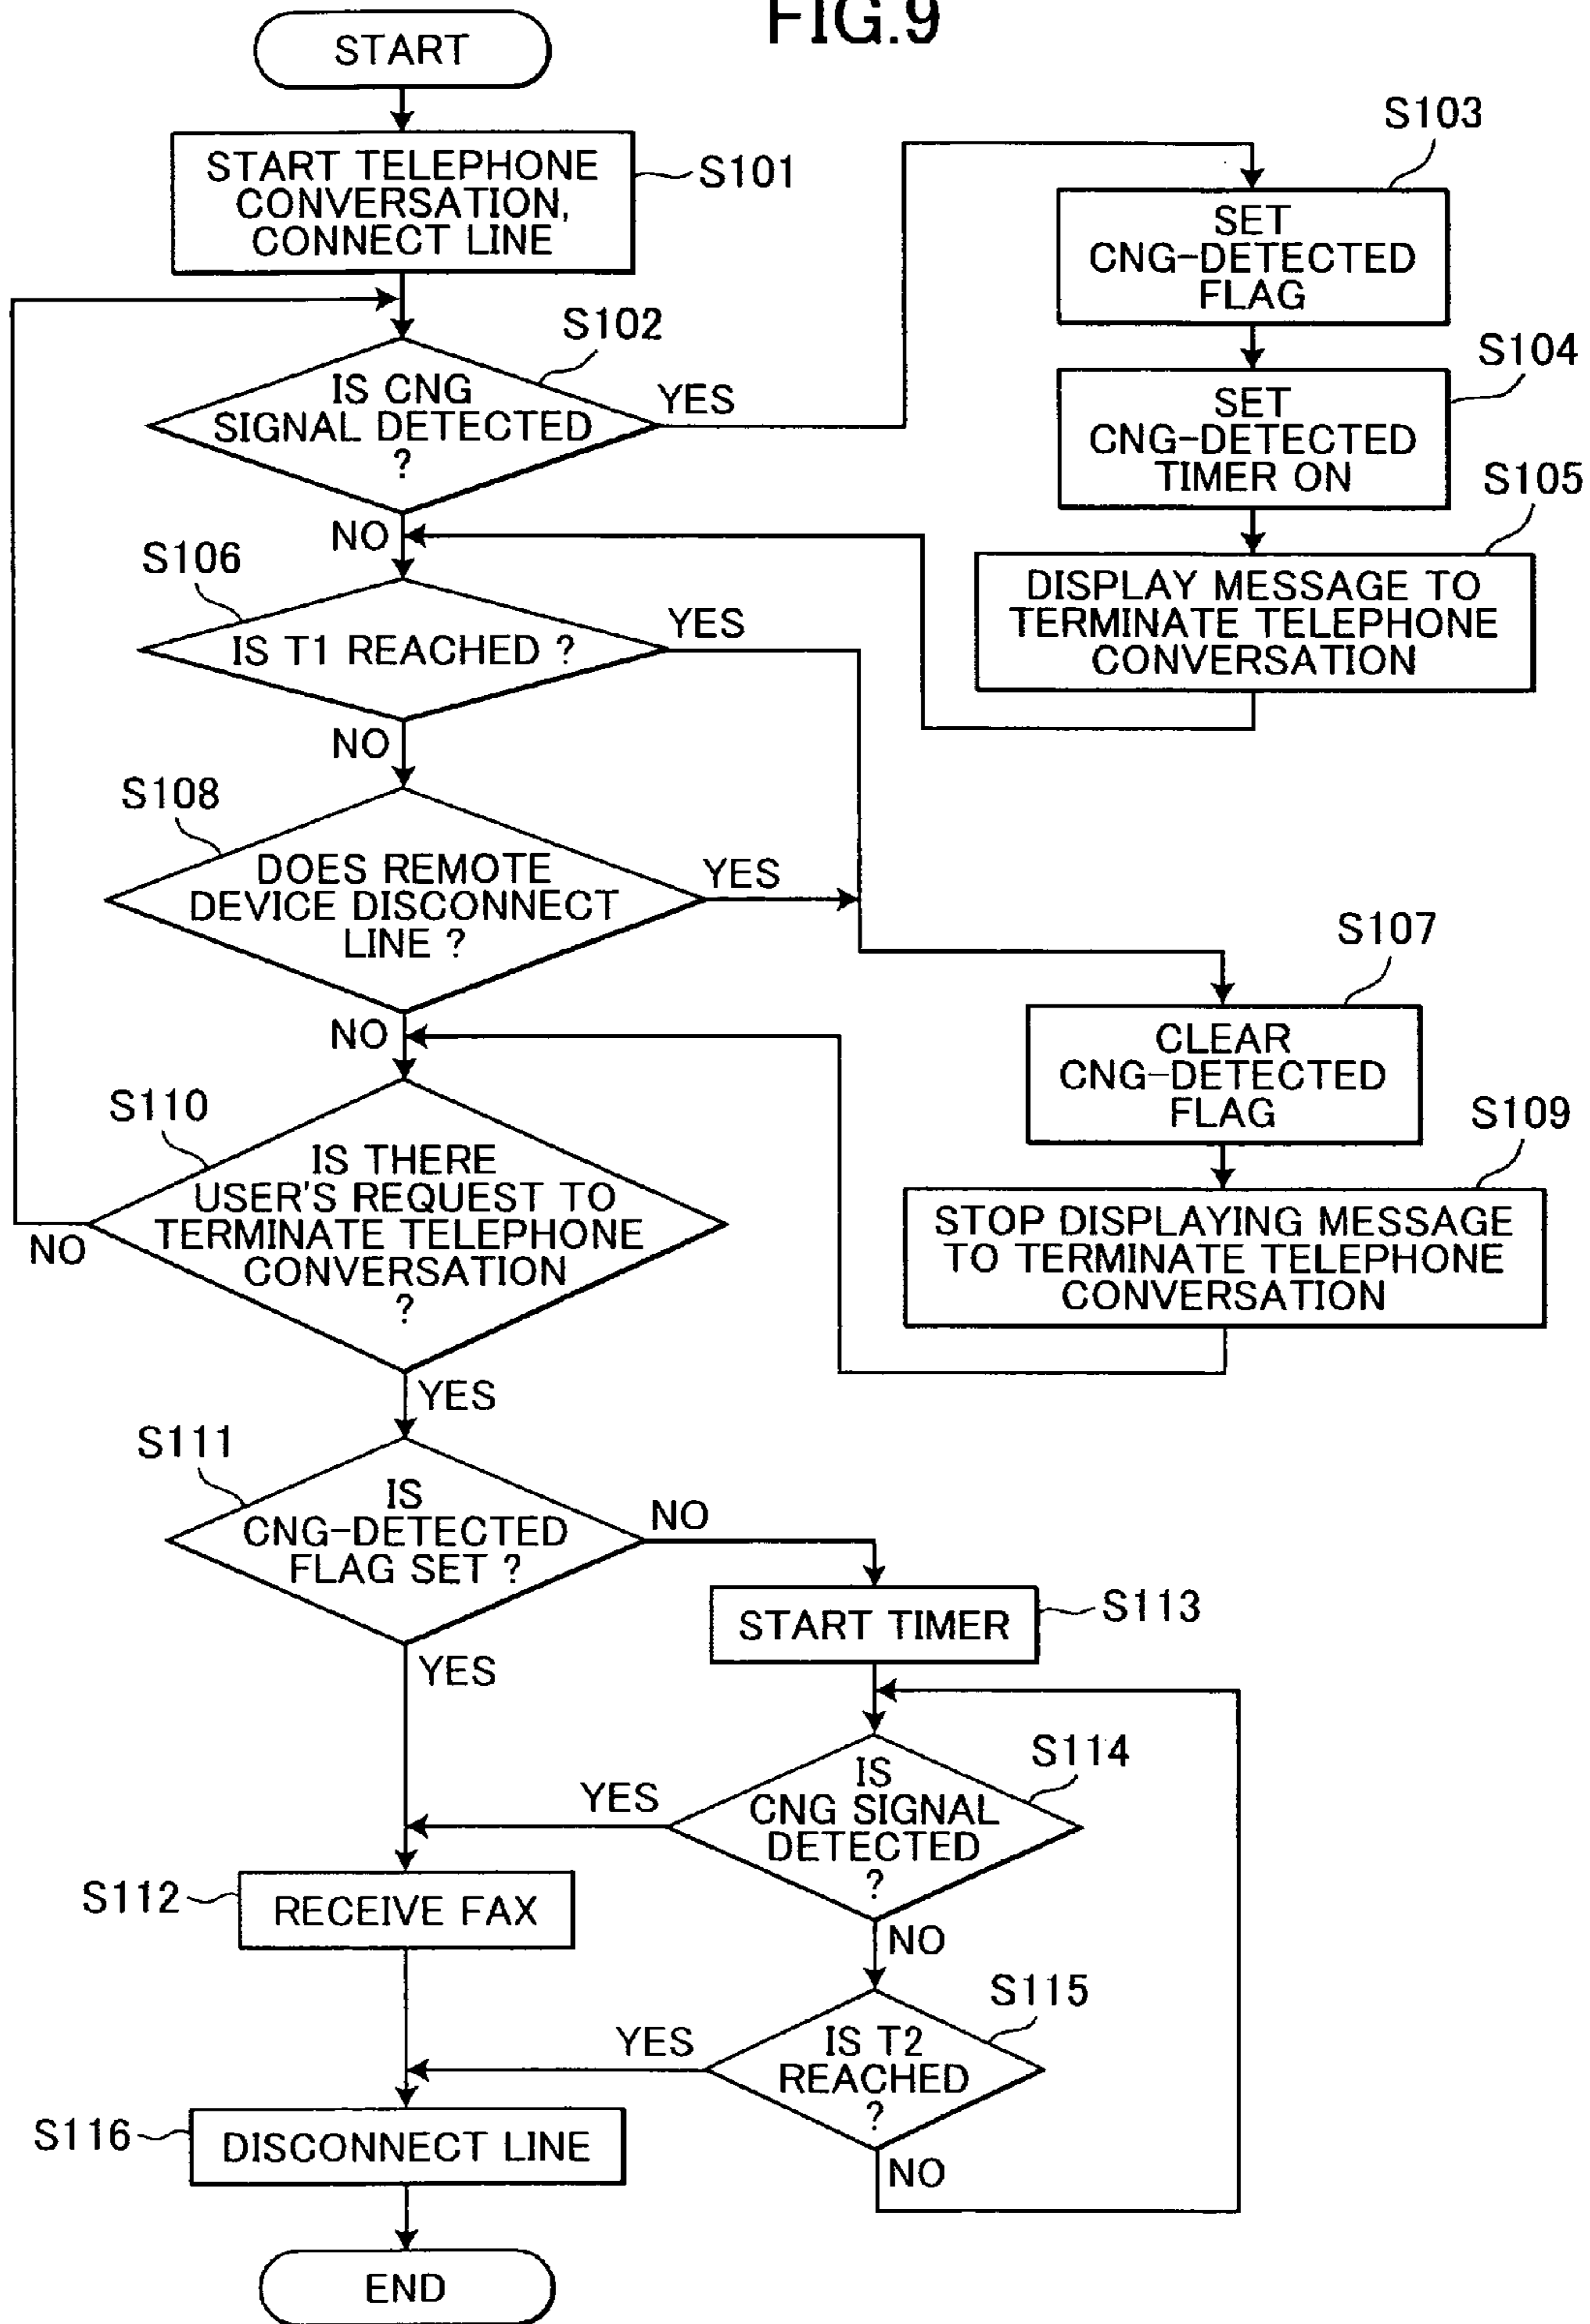 FIG.9
START
START TELEPHONE
CONVERSATION,
CONNECT LINE
S101
S102
IS CNG
SIGNAL DETECTED
?
YES
NO
S103
SET
CNG-DETECTED
FLAG
S104
SET
CNG-DETECTED
TIMER ON
S105
DISPLAY MESSAGE TO
TERMINATE TELEPHONE
CONVERSATION
S106
IS T1 REACHED ?
YES
NO
S108
DOES REMOTE
DEVICE DISCONNECT
LINE ?
YES
NO
S107
CLEAR
CNG-DETECTED
FLAG
S109
STOP DISPLAYING MESSAGE
TO TERMINATE TELEPHONE
CONVERSATION
S110
IS THERE
USER'S REQUEST TO
TERMINATE TELEPHONE
CONVERSATION
?
NO
YES
S111
IS
CNG-DETECTED
FLAG SET ?
NO
YES
START TIMER
S113
S114
IS
CNG SIGNAL
DETECTED
?
YES
NO
S112
RECEIVE FAX
S115
IS T2
REACHED
?
YES
NO
S116
DISCONNECT LINE
END